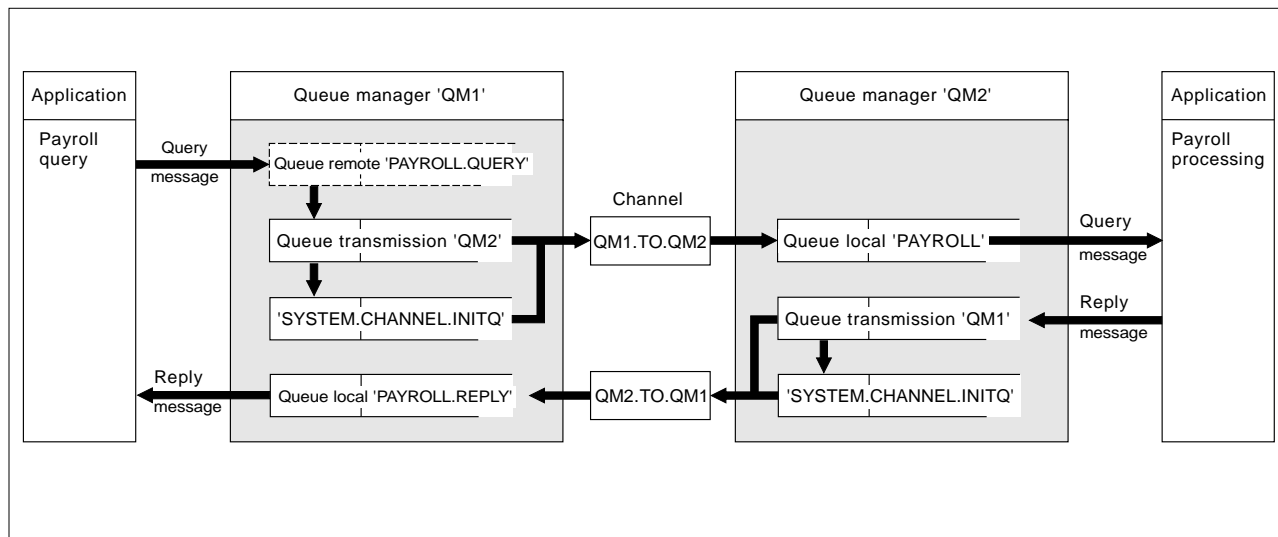 Application
Payroll
query
Query
message
Reply
message
Queue manager 'QM1'
Queue remote 'PAYROLL.QUERY'
Queue transmission 'QM2'
'SYSTEM.CHANNEL.INITQ'
Queue local 'PAYROLL.REPLY'
Channel
QM1.TO.QM2
QM2.TO.QM1
Queue manager 'QM2'
Queue local 'PAYROLL'
Queue transmission 'QM1'
'SYSTEM.CHANNEL.INITQ'
Query
message
Reply
message
Application
Payroll
processing